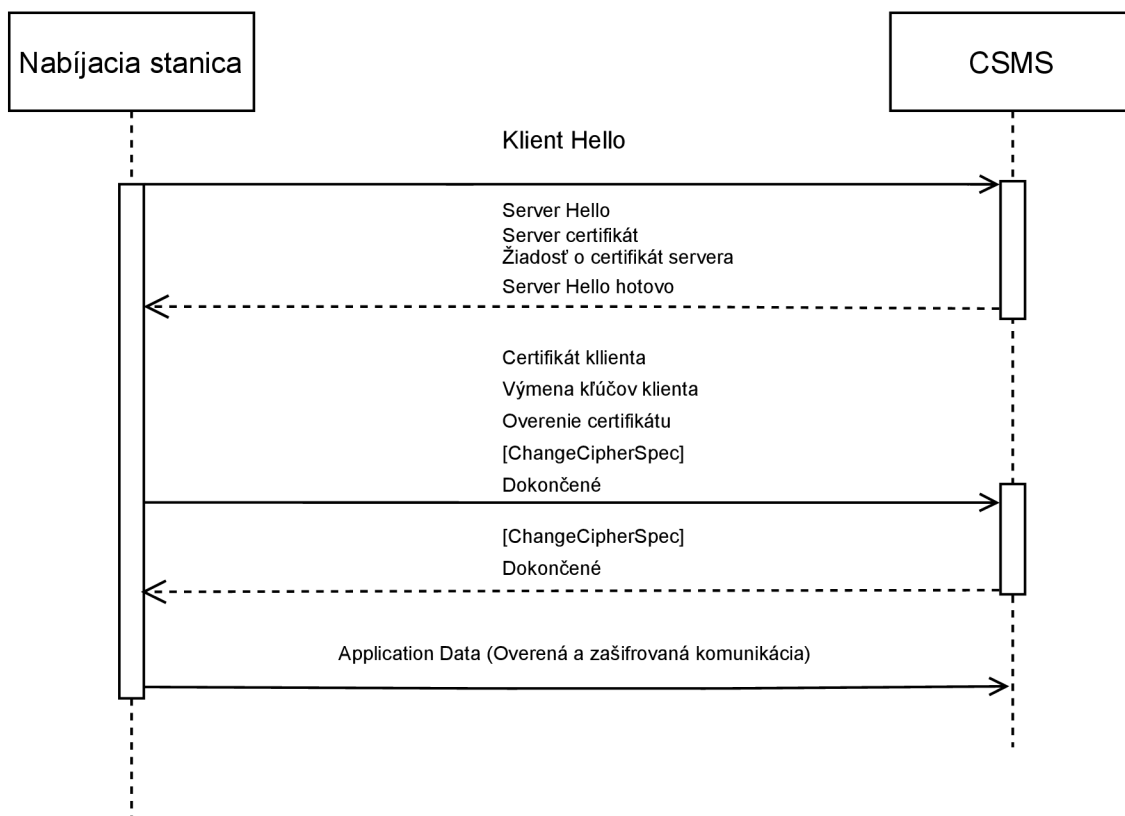 Nabíjacia stanica
CSMS
Klient Hello
Server Hello
Server certifikát
Žiadosť o certifikát servera
Server Hello hotovo
Certifikát kllienta
Výmena kľúčov klienta
Overenie certifikátu
[ChangeCipherSpec]
Dokončené
[ChangeCipherSpec]
Dokončené
Application Data (Overená a zašifrovaná komunikácia)